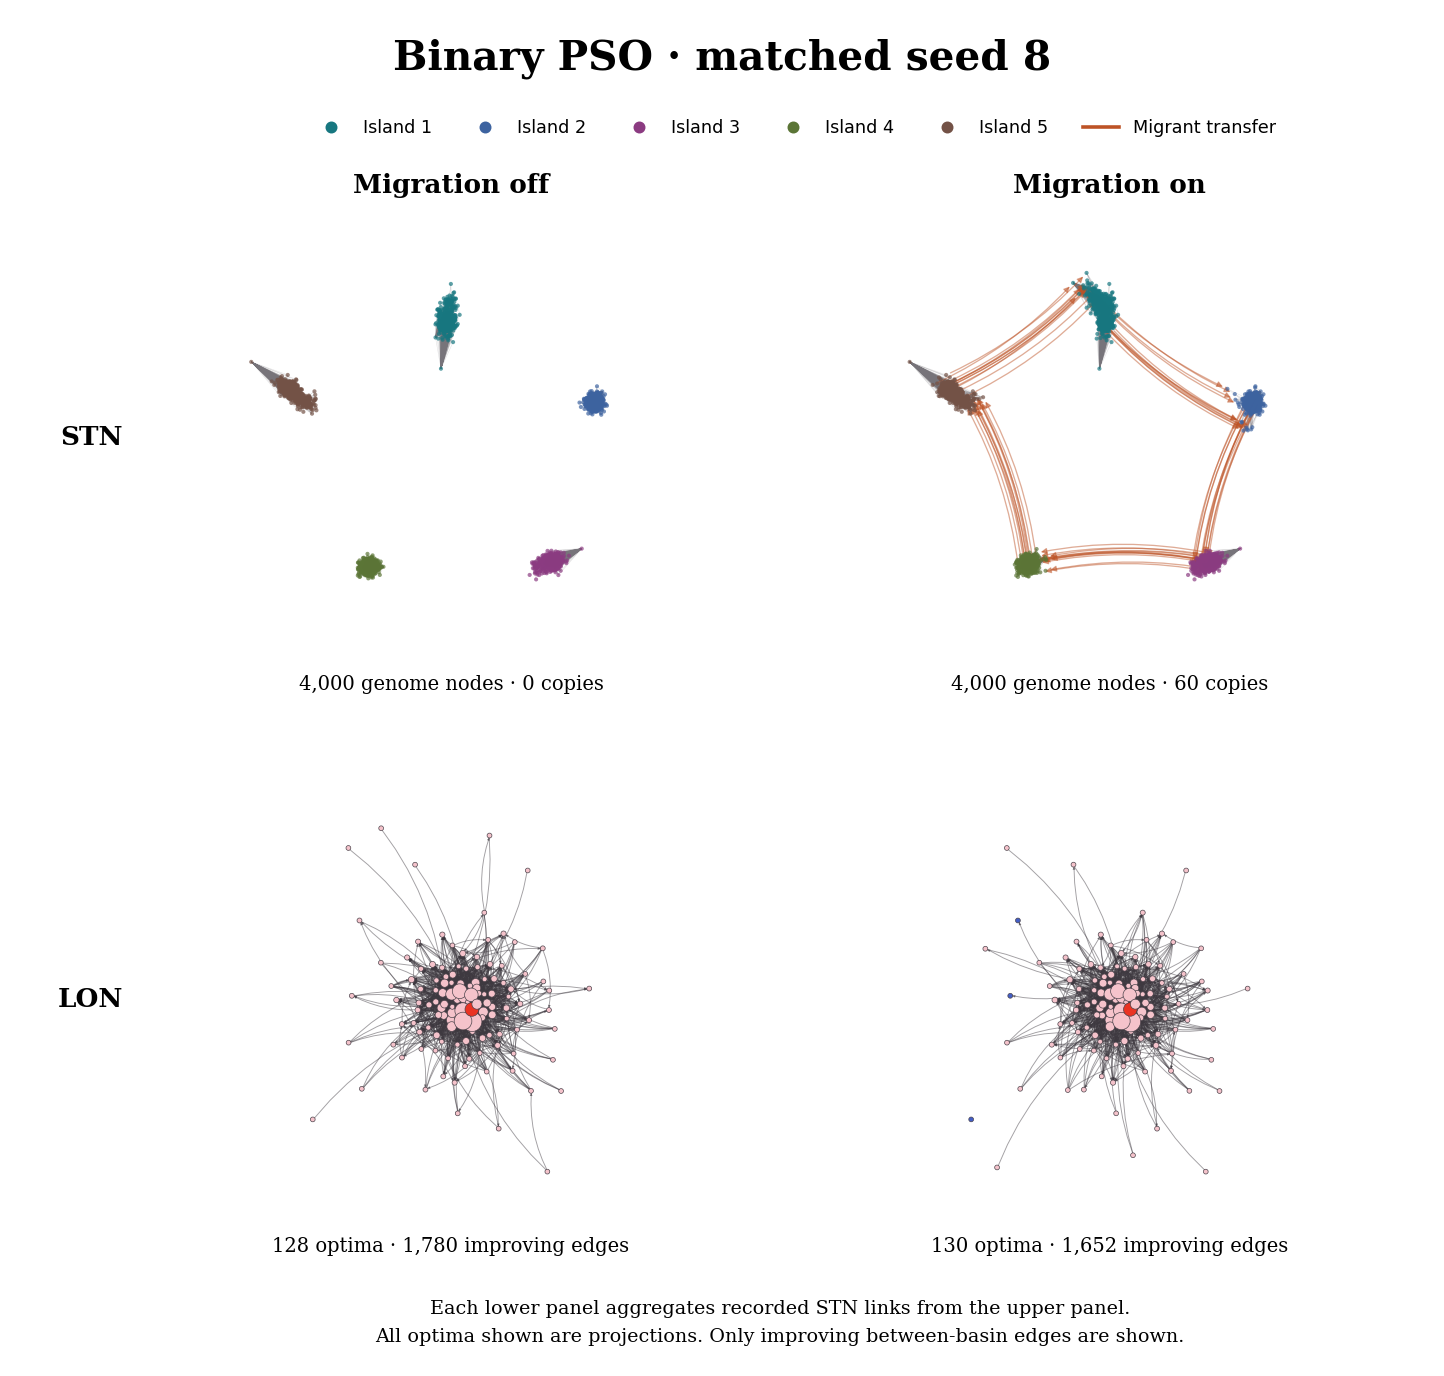 Binary PSO · matched seed 8
Island 1
Island 2
Island 3
Island 4
Island 5
Migrant transfer
Migration off
Migration on
STN
4,000 genome nodes · 0 copies
4,000 genome nodes · 60 copies
LON
128 optima · 1,780 improving edges
130 optima · 1,652 improving edges
Each lower panel aggregates recorded STN links from the upper panel.
All optima shown are projections. Only improving between-basin edges are shown.